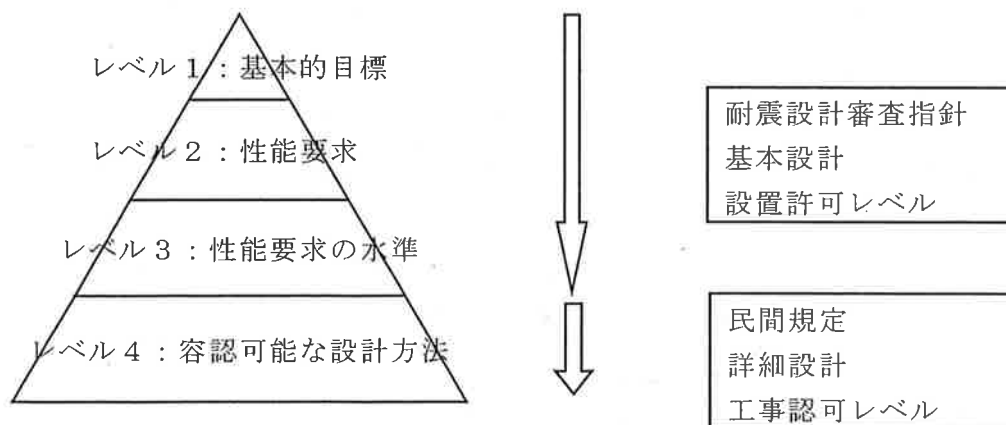 レベル１：基本的目標
レベル２：性能要求
レベル３：性能要求の水準
レベル４：容認可能な設計方法
耐震設計審査指針
基本設計
設置許可レベル
民間規定
詳細設計
工事認可レベル